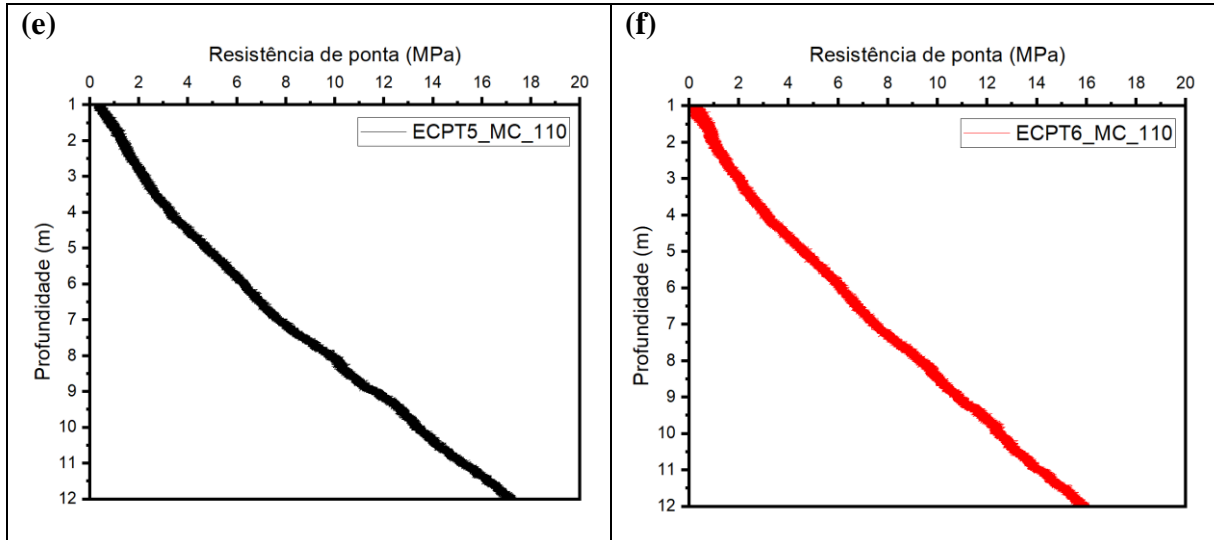 (e)
Resistência de ponta (MPa)
0 2 4 6 8 10 12 14 16 18 20
1
2
3
4
5
6
7
8
9
10
11
12
Profundidade (m)
ECPT5_MC_110
(f)
Resistência de ponta (MPa)
0 2 4 6 8 10 12 14 16 18 20
1
2
3
4
5
6
7
8
9
10
11
12
Profundidade (m)
ECPT6_MC_110